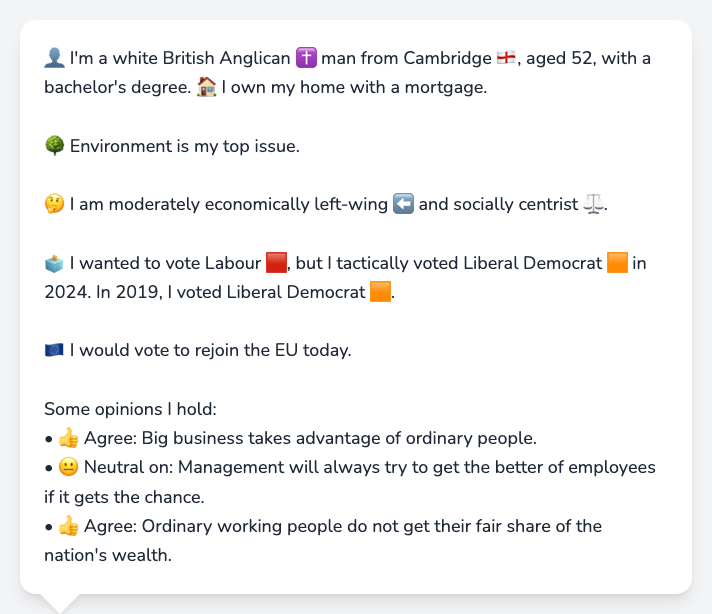 👤 I'm a white British Anglican ✝️ man from Cambridge 🏴󠁧󠁢󠁥󠁮󠁧󠁿, aged 52, with a
bachelor's degree. 🏠 I own my home with a mortgage.
🌳 Environment is my top issue.
🤔 I am moderately economically left-wing ⬅️ and socially centrist ⚖️.
🗳️ I wanted to vote Labour 🟥, but I tactically voted Liberal Democrat 🟧 in
2024. In 2019, I voted Liberal Democrat 🟧.
🇪🇺 I would vote to rejoin the EU today.
Some opinions I hold:
• 👍 Agree: Big business takes advantage of ordinary people.
• 😐 Neutral on: Management will always try to get the better of employees
if it gets the chance.
• 👍 Agree: Ordinary working people do not get their fair share of the
nation's wealth.